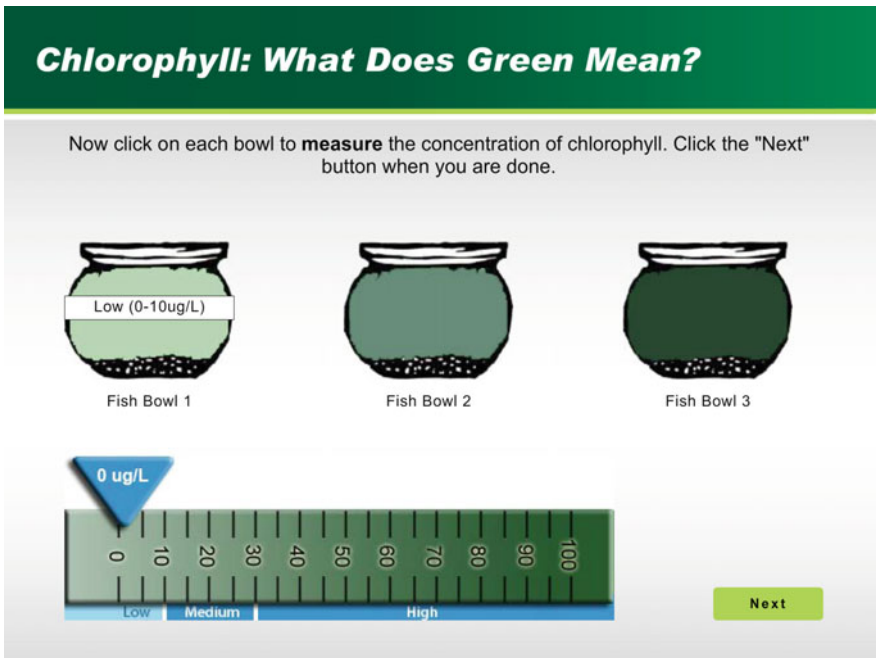 Chlorophyll: What Does Green Mean?
Now click on each bowl to measure the concentration of chlorophyll. Click the "Next"
button when you are done.
Low (0-10ug/L)
Fish Bowl 1
Fish Bowl 2
Fish Bowl 3
0 ug/L
0 10 20 30 40 50 60 70 80 90 100
Low Medium High
Next